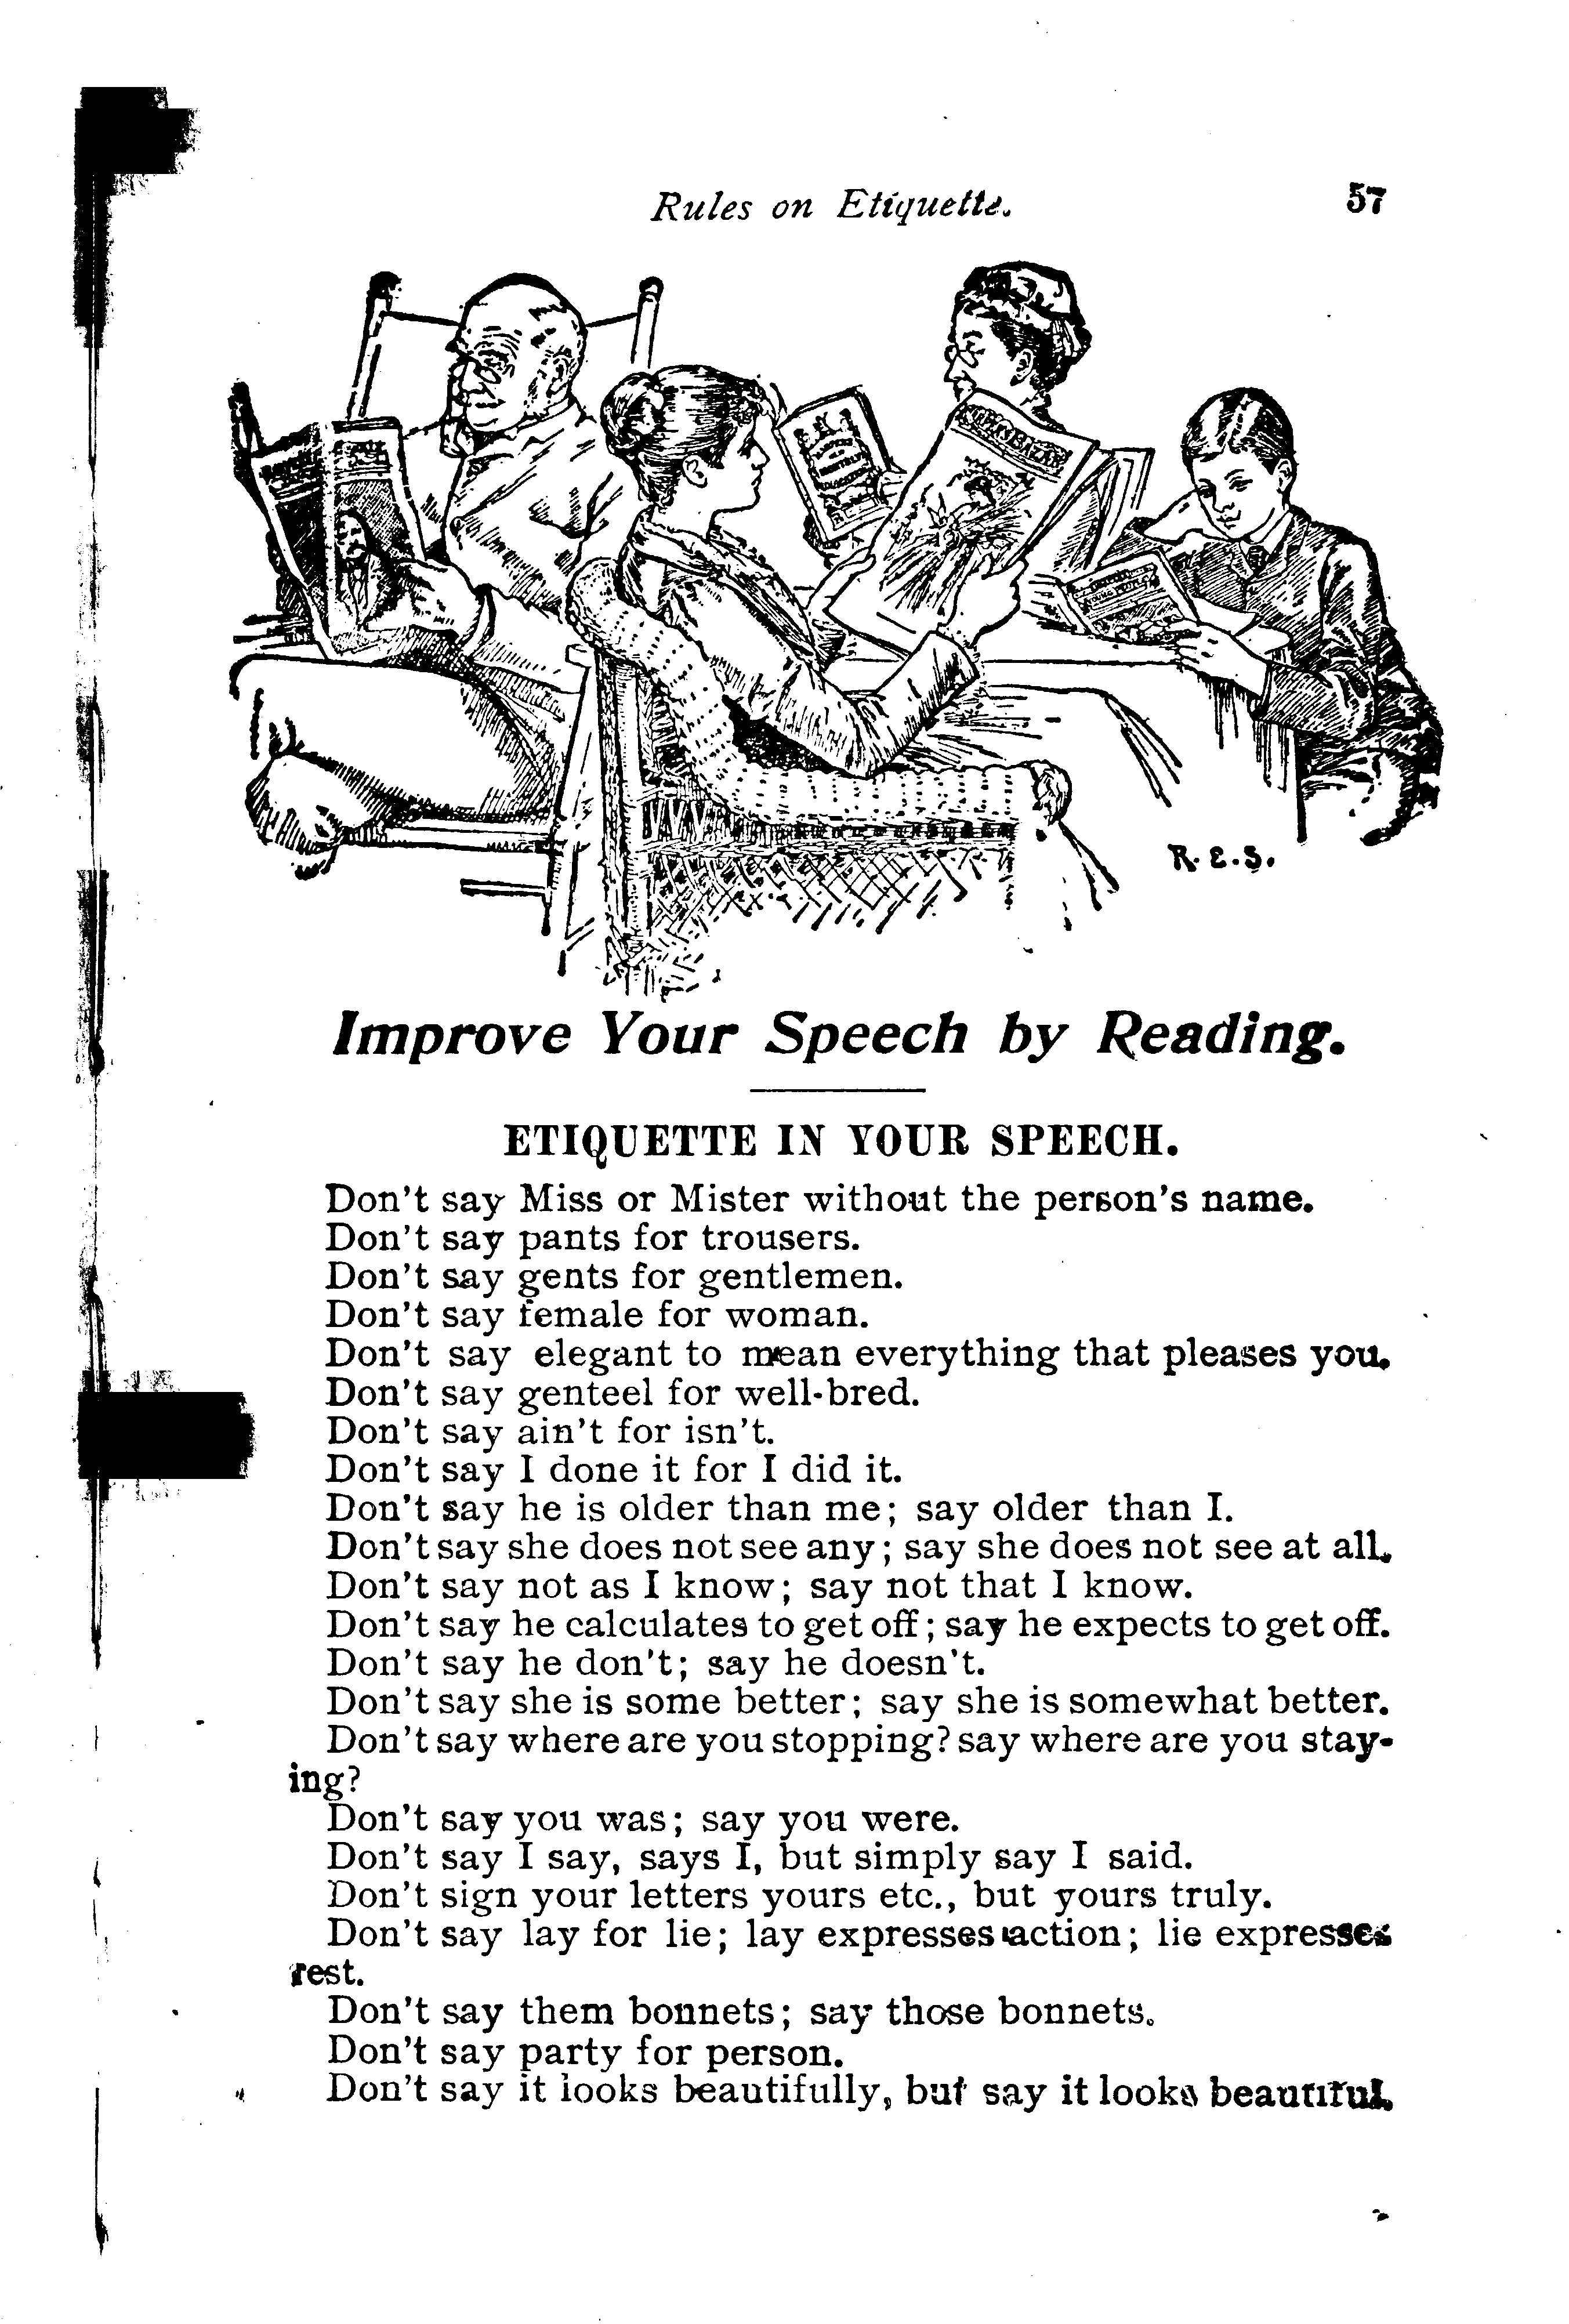 Rules on Etiquette.
57
HARPER'S
MONTHLY
BAZAR
YOUNG PEOPLE
R. E. S.
Improve Your Speech by Reading.
ETIQUETTE IN YOUR SPEECH.
Don't say Miss or Mister without the person's name.
Don't say pants for trousers.
Don't say gents for gentlemen.
Don't say female for woman.
Don't say elegant to mean everything that pleases you.
Don't say genteel for well-bred.
Don't say ain't for isn't.
Don't say I done it for I did it.
Don't say he is older than me; say older than I.
Don't say she does not see any; say she does not see at all.
Don't say not as I know; say not that I know.
Don't say he calculates to get off; say he expects to get off.
Don't say he don't; say he doesn't.
Don't say she is some better; say she is somewhat better.
Don't say where are you stopping? say where are you stay-
ing?
Don't say you was; say you were.
Don't say I say, says I, but simply say I said.
Don't sign your letters yours etc., but yours truly.
Don't say lay for lie; lay expresses action; lie expresses
rest.
Don't say them bonnets; say those bonnets.
Don't say party for person.
Don't say it looks beautifully, but say it looks beautiful.